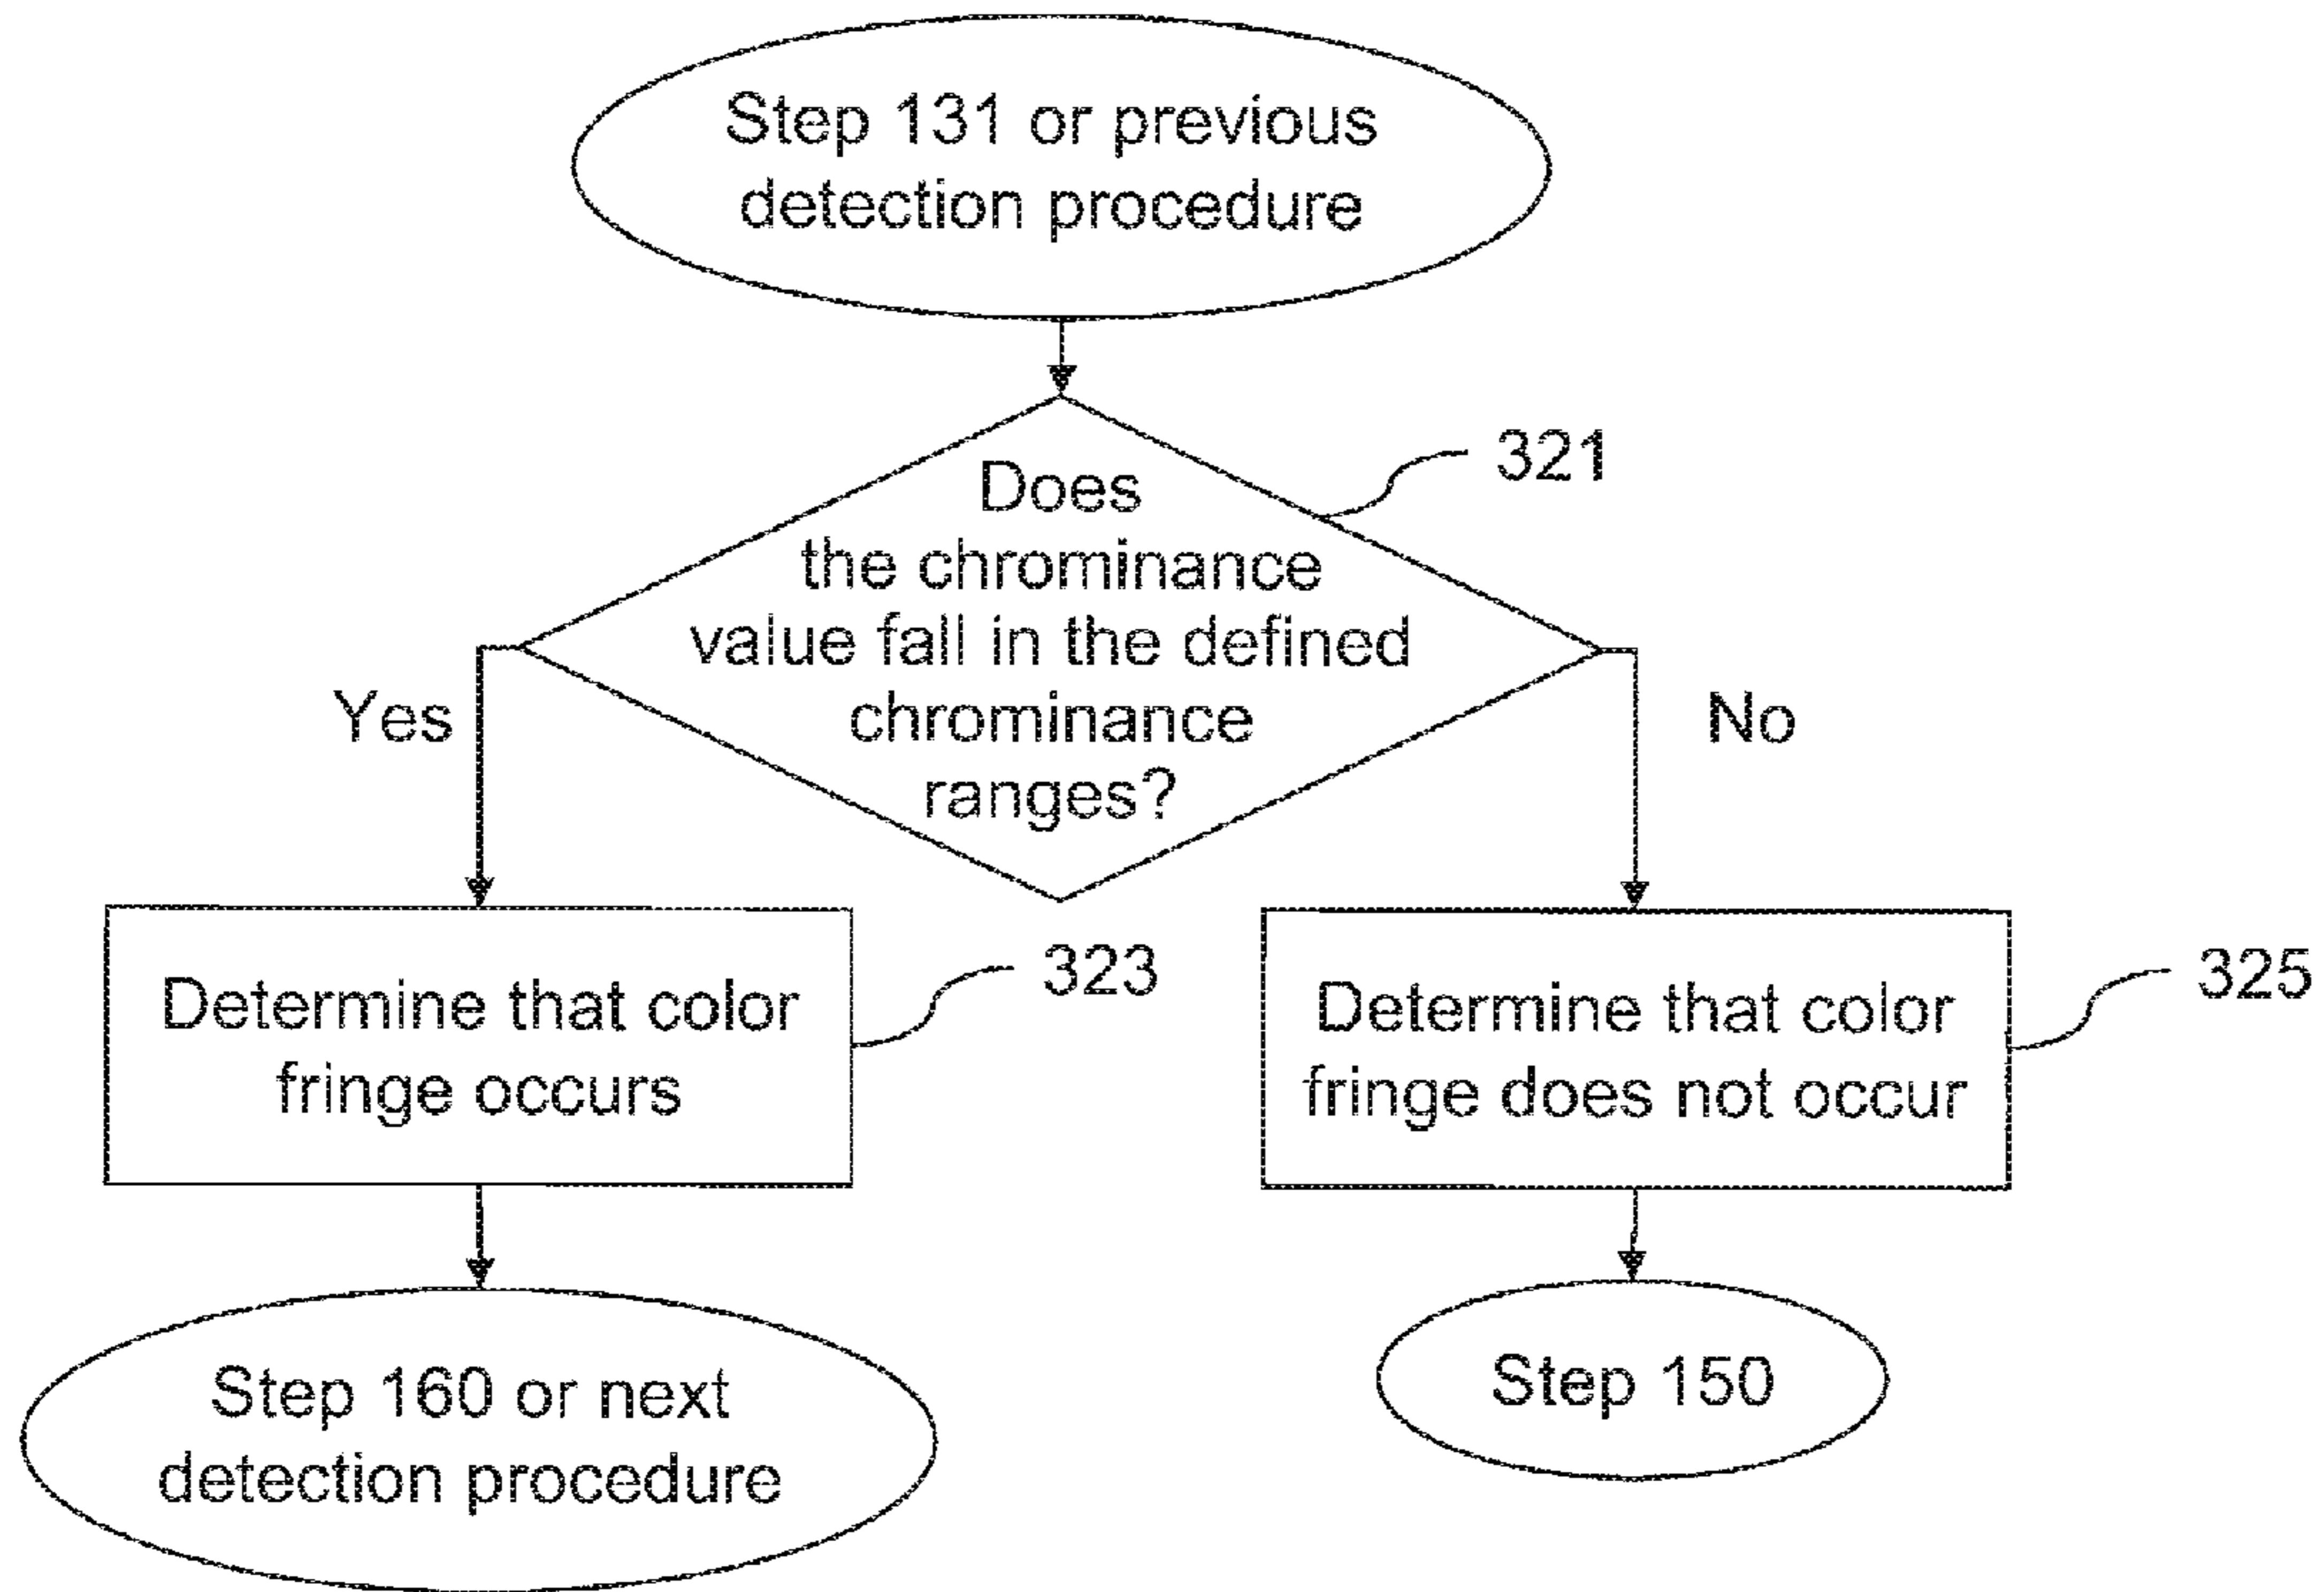 Step 131 or previous
detection procedure
321
Does
the chrominance
value fall in the defined
chrominance
ranges?
Yes
No
323
Determine that color
fringe occurs
325
Determine that color
fringe does not occur
Step 160 or next
detection procedure
Step 150